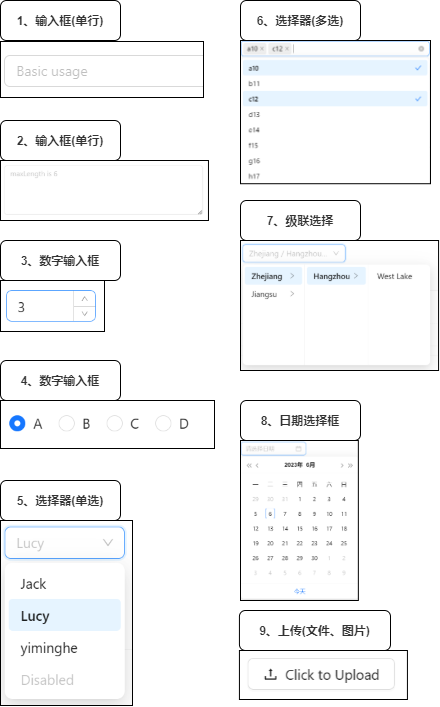 1、输入框(单行)
Basic usage
2、输入框(单行)
maxLength is 6
3、数字输入框
3
4、数字输入框
A B C D
5、选择器(单选)
Lucy
Jack
Lucy
yiminghe
Disabled
6、选择器(多选)
a10 × c12 ×
a10
b11
c12
d13
e14
f15
g16
h17
7、级联选择
Zhejiang / Hangzhou...
Zhejiang > Hangzhou > West Lake
Jiangsu >
8、日期选择框
请选择日期
2023年 6月
一 二 三 四 五 六 日
29 30 31 1 2 3 4
5 6 7 8 9 10 11
12 13 14 15 16 17 18
19 20 21 22 23 24 25
26 27 28 29 30 1 2
3 4 5 6 7 8 9
今天
9、上传(文件、图片)
Click to Upload